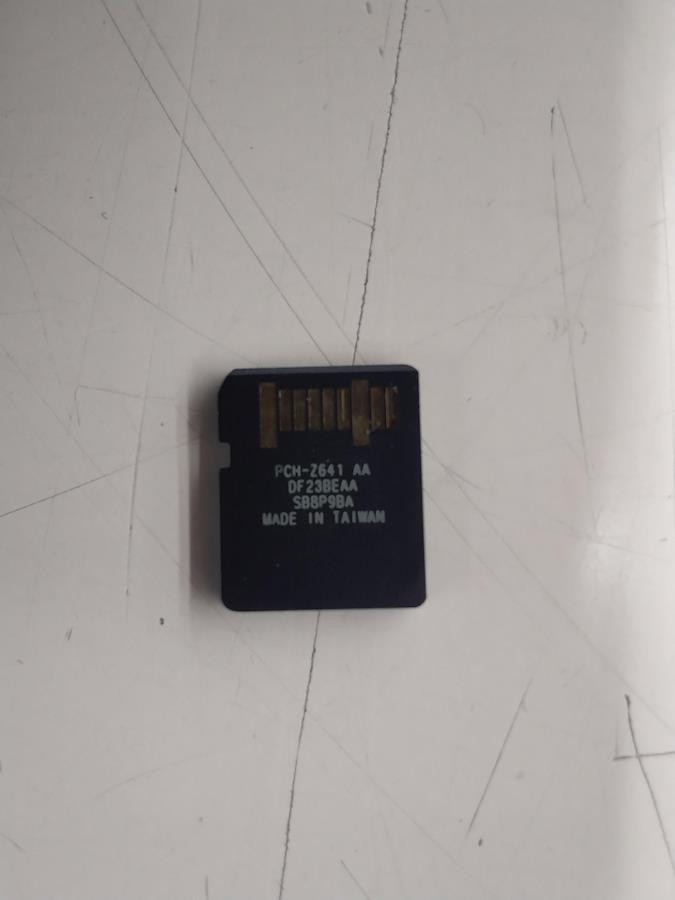 PCH-Z641 AA
DF23BEAA
SB8P9BA
MADE IN TAIWAN